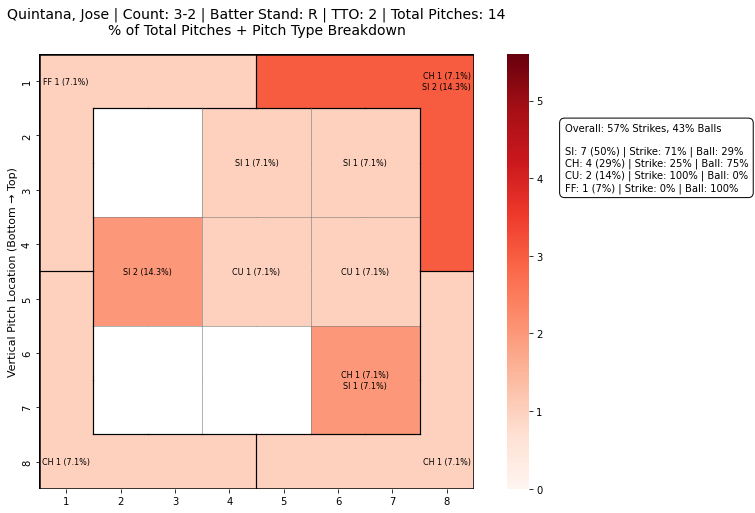 Quintana, Jose | Count: 3-2 | Batter Stand: R | TTO: 2 | Total Pitches: 14
% of Total Pitches + Pitch Type Breakdown
Vertical Pitch Location (Bottom → Top)
1
2
3
4
5
6
7
8
FF 1 (7.1%)
CH 1 (7.1%)
SI 2 (14.3%)
SI 1 (7.1%)
SI 1 (7.1%)
SI 2 (14.3%)
CU 1 (7.1%)
CU 1 (7.1%)
CH 1 (7.1%)
SI 1 (7.1%)
CH 1 (7.1%)
CH 1 (7.1%)
1
2
3
4
5
6
7
8
5
4
3
2
1
0
Overall: 57% Strikes, 43% Balls
SI: 7 (50%) | Strike: 71% | Ball: 29%
CH: 4 (29%) | Strike: 25% | Ball: 75%
CU: 2 (14%) | Strike: 100% | Ball: 0%
FF: 1 (7%) | Strike: 0% | Ball: 100%